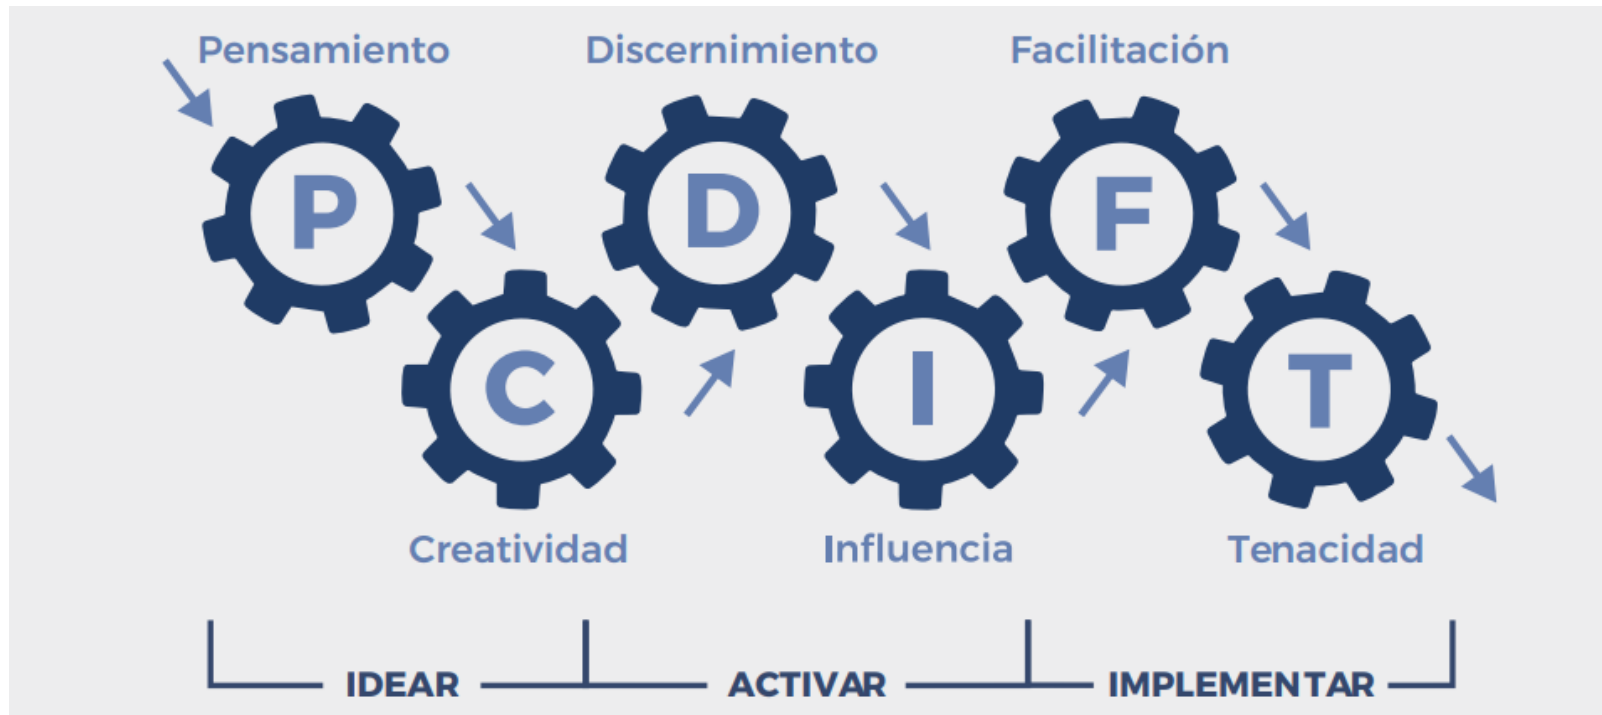 Pensamiento
Discernimiento
Facilitación
P
D
F
C
I
T
Creatividad
Influencia
Tenacidad
IDEAR
ACTIVAR
IMPLEMENTAR